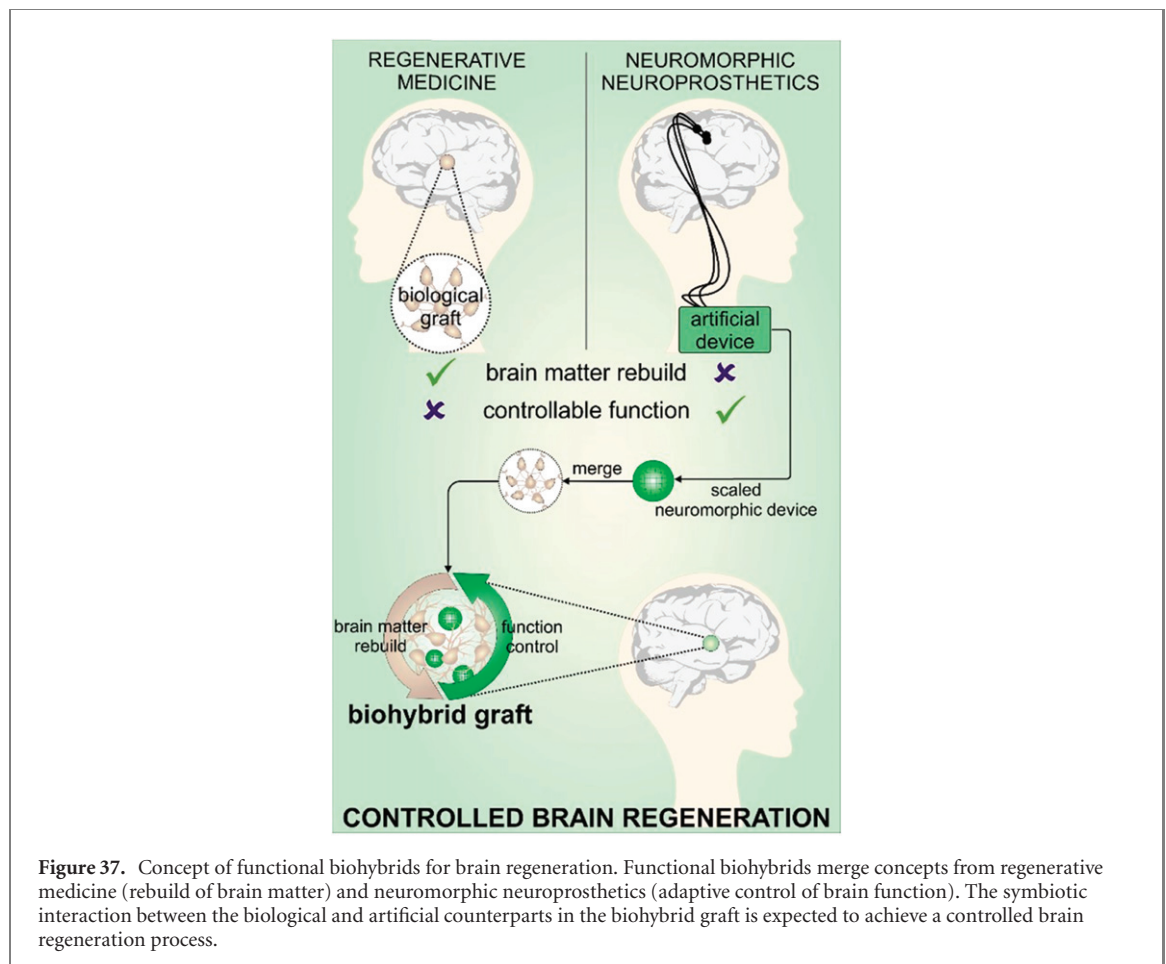 REGENERATIVE
MEDICINE
NEUROMORPHIC
NEUROPROSTHETICS
biological
graft
artificial
device
brain matter rebuild
controllable function
merge
scaled
neuromorphic device
brain matter
rebuild
function
control
biohybrid graft
CONTROLLED BRAIN REGENERATION
Figure 37. Concept of functional biohybrids for brain regeneration. Functional biohybrids merge concepts from regenerative
medicine (rebuild of brain matter) and neuromorphic neuroprosthetics (adaptive control of brain function). The symbiotic
interaction between the biological and artificial counterparts in the biohybrid graft is expected to achieve a controlled brain
regeneration process.